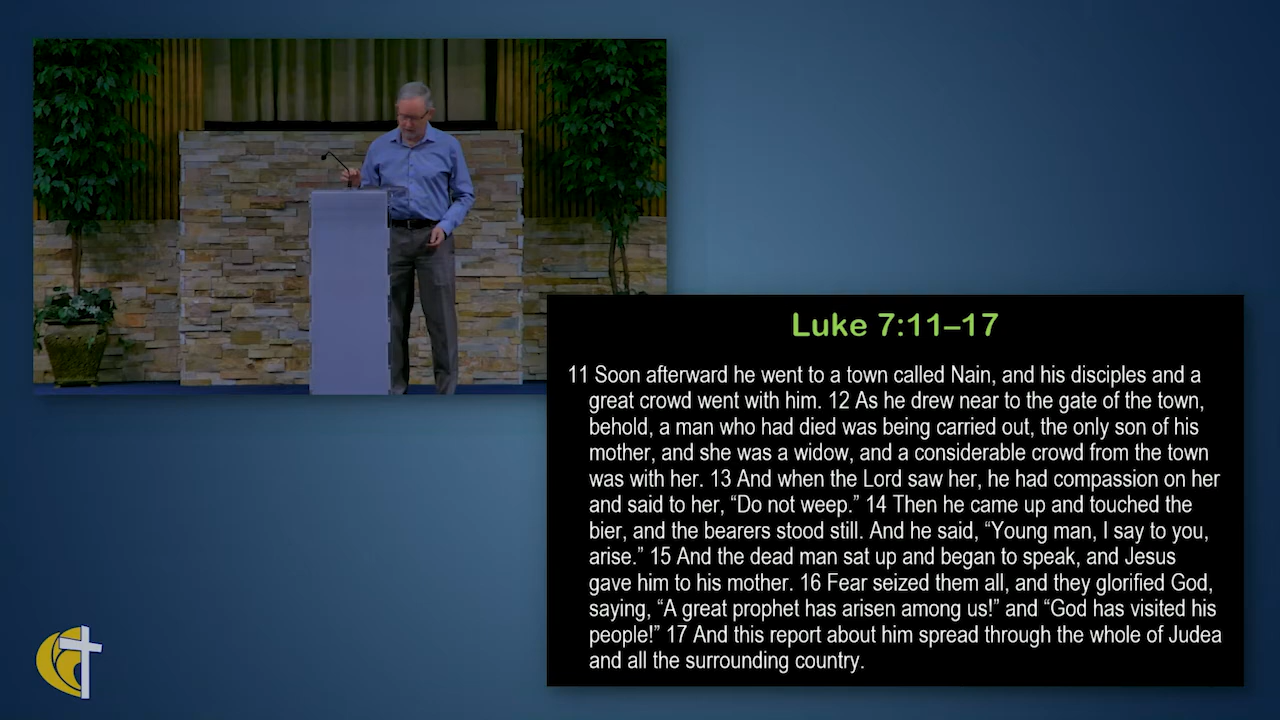 Luke 7:11–17
11 Soon afterward he went to a town called Nain, and his disciples and a
great crowd went with him. 12 As he drew near to the gate of the town,
behold, a man who had died was being carried out, the only son of his
mother, and she was a widow, and a considerable crowd from the town
was with her. 13 And when the Lord saw her, he had compassion on her
and said to her, “Do not weep.” 14 Then he came up and touched the
bier, and the bearers stood still. And he said, “Young man, I say to you,
arise.” 15 And the dead man sat up and began to speak, and Jesus
gave him to his mother. 16 Fear seized them all, and they glorified God,
saying, “A great prophet has arisen among us!” and “God has visited his
people!” 17 And this report about him spread through the whole of Judea
and all the surrounding country.